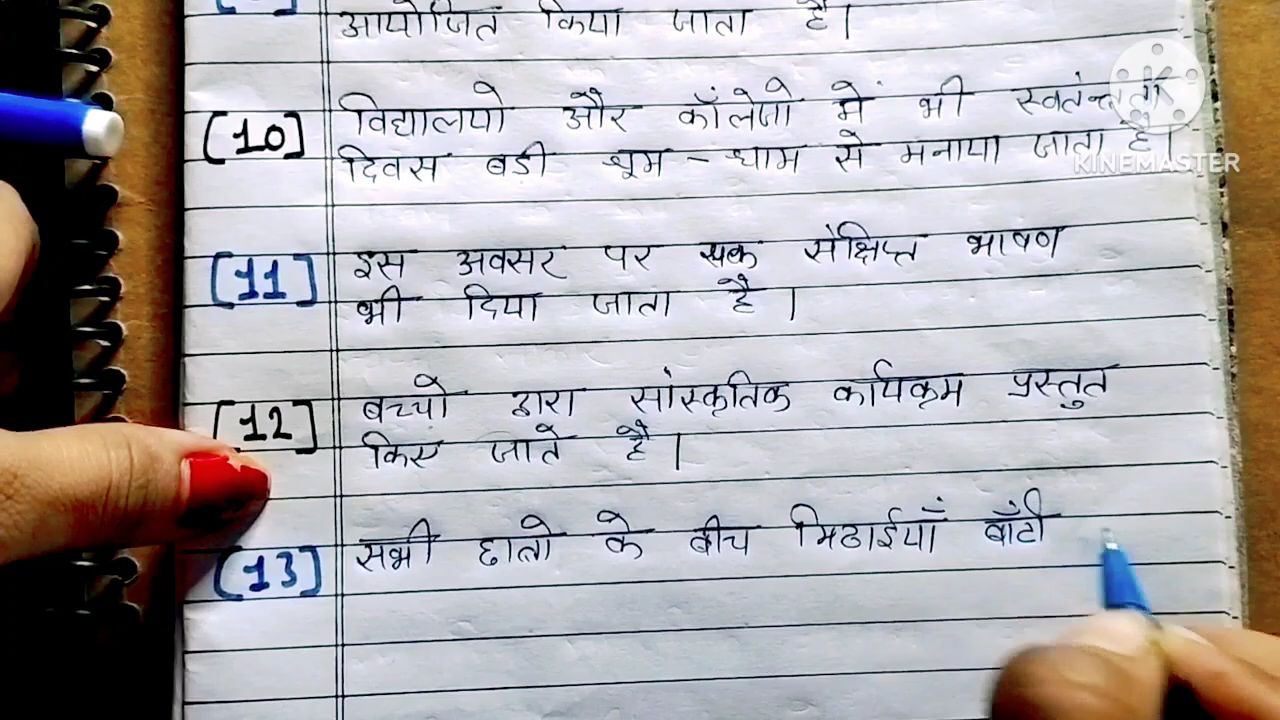 आयोजित किया जाता है।
[10] विद्यालयो और कॉलेजो में भी स्वतंन्त्रता
दिवस बडी धूम - धाम से मनाया जाता है।
KINEMASTER
[11] इस अवसर पर एक संक्षिप्त भाषण
भी दिया जाता है।
[12] बच्चो द्वारा सांस्कृतिक कार्यक्रम प्रस्तुत
किए जाते है।
[13] सभी छात्रो के बीच मिठाईयाँ बाँटी